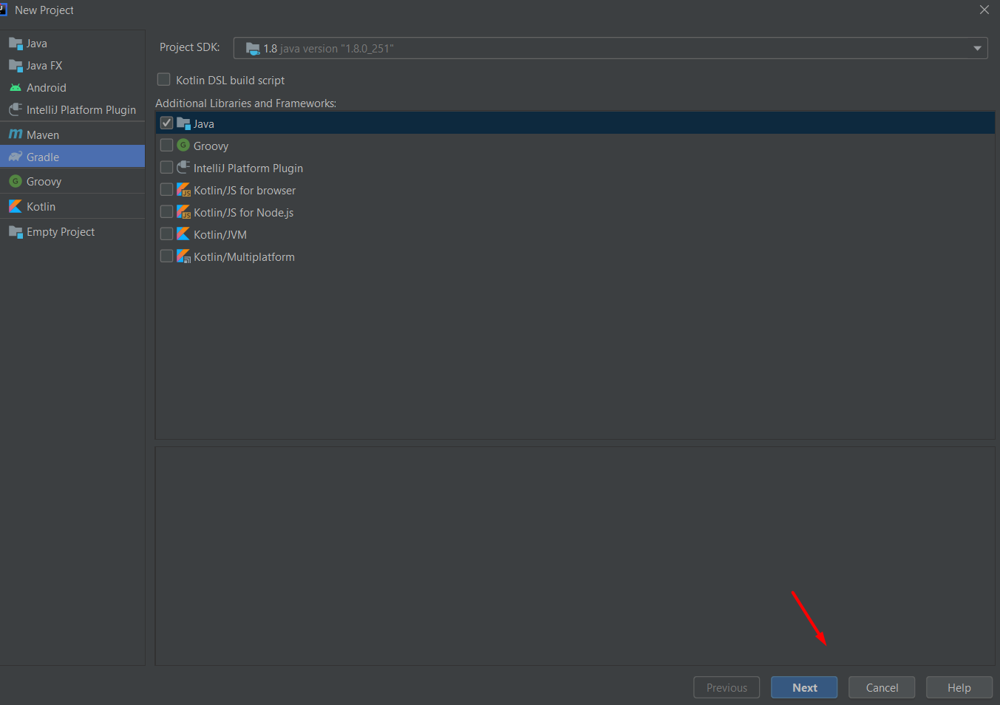 New Project
Java
Java FX
Android
IntelliJ Platform Plugin
Maven
Gradle
Groovy
Kotlin
Empty Project
Project SDK: 1.8 java version "1.8.0_251"
Kotlin DSL build script
Additional Libraries and Frameworks:
Java
Groovy
IntelliJ Platform Plugin
Kotlin/JS for browser
Kotlin/JS for Node.js
Kotlin/JVM
Kotlin/Multiplatform
Previous Next Cancel Help